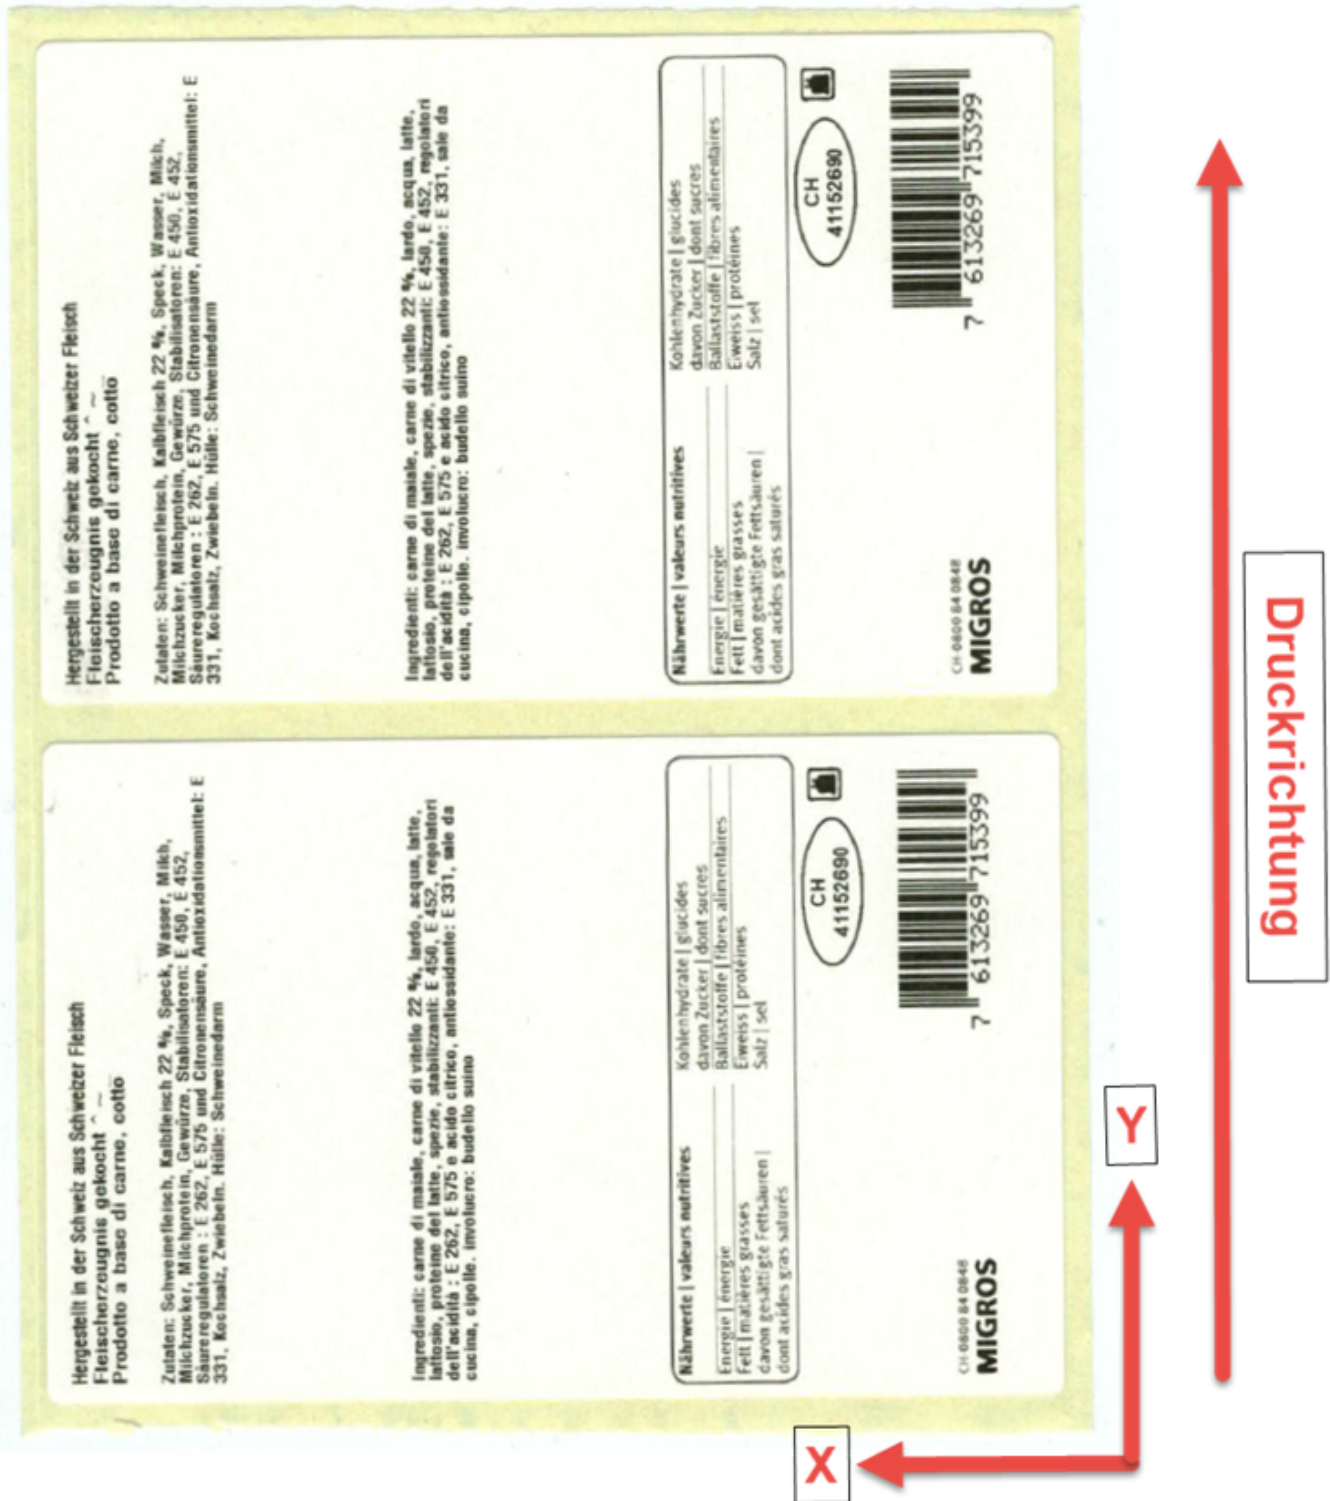 Hergestellt in der Schweiz aus Schweizer Fleisch
Fleischerzeugnis gekocht ^ ~
Prodotto a base di carne, cotto
Zutaten: Schweinefleisch, Kalbfleisch 22 %, Speck, Wasser, Milch,
Milchzucker, Milchprotein, Gewürze, Stabilisatoren: E 450, E 452,
Säureregulatoren : E 262, E 575 und Citronensäure, Antioxidationsmittel: E
331, Kochsalz, Zwiebeln. Hülle: Schweinedarm
Ingredienti: carne di maiale, carne di vitello 22 %, lardo, acqua, latte,
lattosio, proteine del latte, spezie, stabilizzanti: E 450, E 452, regolatori
dell'acidità : E 262, E 575 e acido citrico, antiossidante: E 331, sale da
cucina, cipolle. involucro: budello suino
Nährwerte | valeurs nutritives
Energie | énergie
Fett | matières grasses
davon gesättigte Fettsäuren |
dont acides gras saturés
Kohlenhydrate | glucides
davon Zucker | dont sucres
Ballaststoffe | fibres alimentaires
Eiweiss | protéines
Salz | sel
CH
41152690
CH-0800 84 0848
MIGROS
7 613269 715399
Hergestellt in der Schweiz aus Schweizer Fleisch
Fleischerzeugnis gekocht ^ ~
Prodotto a base di carne, cotto
Zutaten: Schweinefleisch, Kalbfleisch 22 %, Speck, Wasser, Milch,
Milchzucker, Milchprotein, Gewürze, Stabilisatoren: E 450, E 452,
Säureregulatoren : E 262, E 575 und Citronensäure, Antioxidationsmittel: E
331, Kochsalz, Zwiebeln. Hülle: Schweinedarm
Ingredienti: carne di maiale, carne di vitello 22 %, lardo, acqua, latte,
lattosio, proteine del latte, spezie, stabilizzanti: E 450, E 452, regolatori
dell'acidità : E 262, E 575 e acido citrico, antiossidante: E 331, sale da
cucina, cipolle. involucro: budello suino
Nährwerte | valeurs nutritives
Energie | énergie
Fett | matières grasses
davon gesättigte Fettsäuren |
dont acides gras saturés
Kohlenhydrate | glucides
davon Zucker | dont sucres
Ballaststoffe | fibres alimentaires
Eiweiss | protéines
Salz | sel
CH
41152690
CH-0800 84 0848
MIGROS
7 613269 715399
Druckrichtung
Y
X